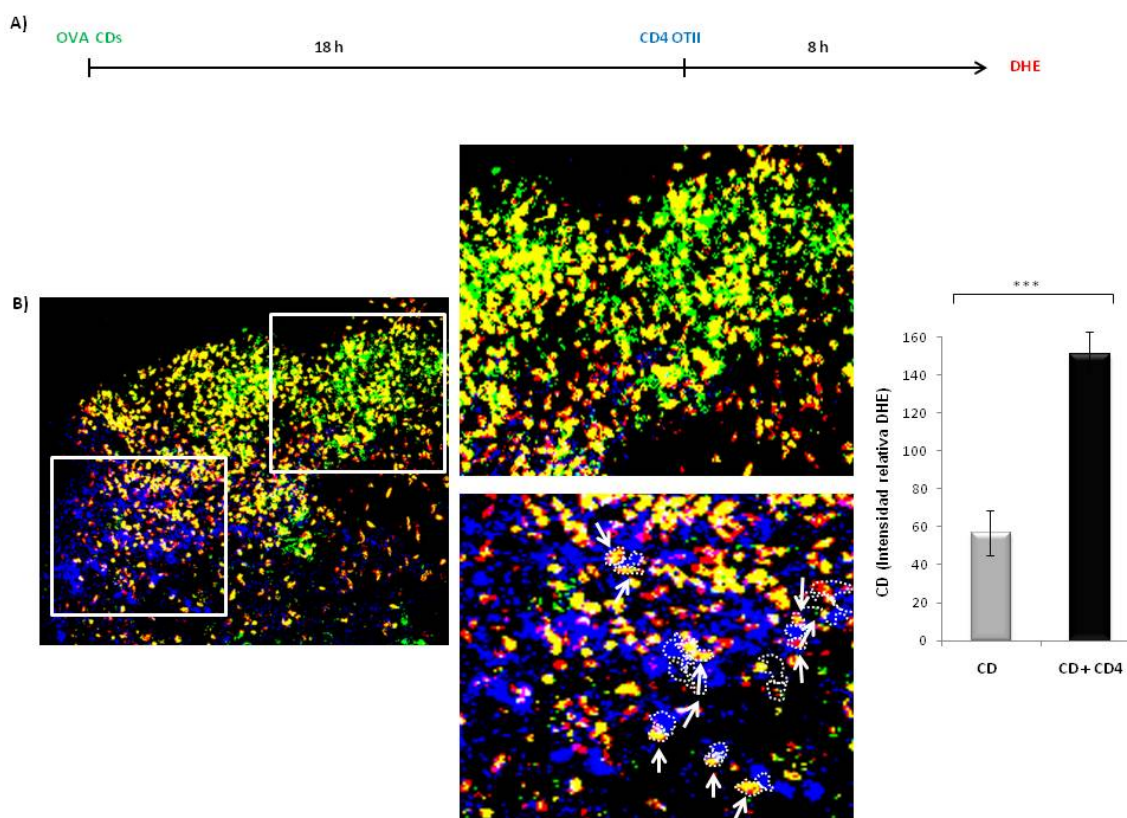 A)
OVA CDs
18 h
CD4 OTII
8 h
DHE
B)
***
CD (Intensidad relativa DHE)
160
140
120
100
80
60
40
20
0
CD
CD+CD4